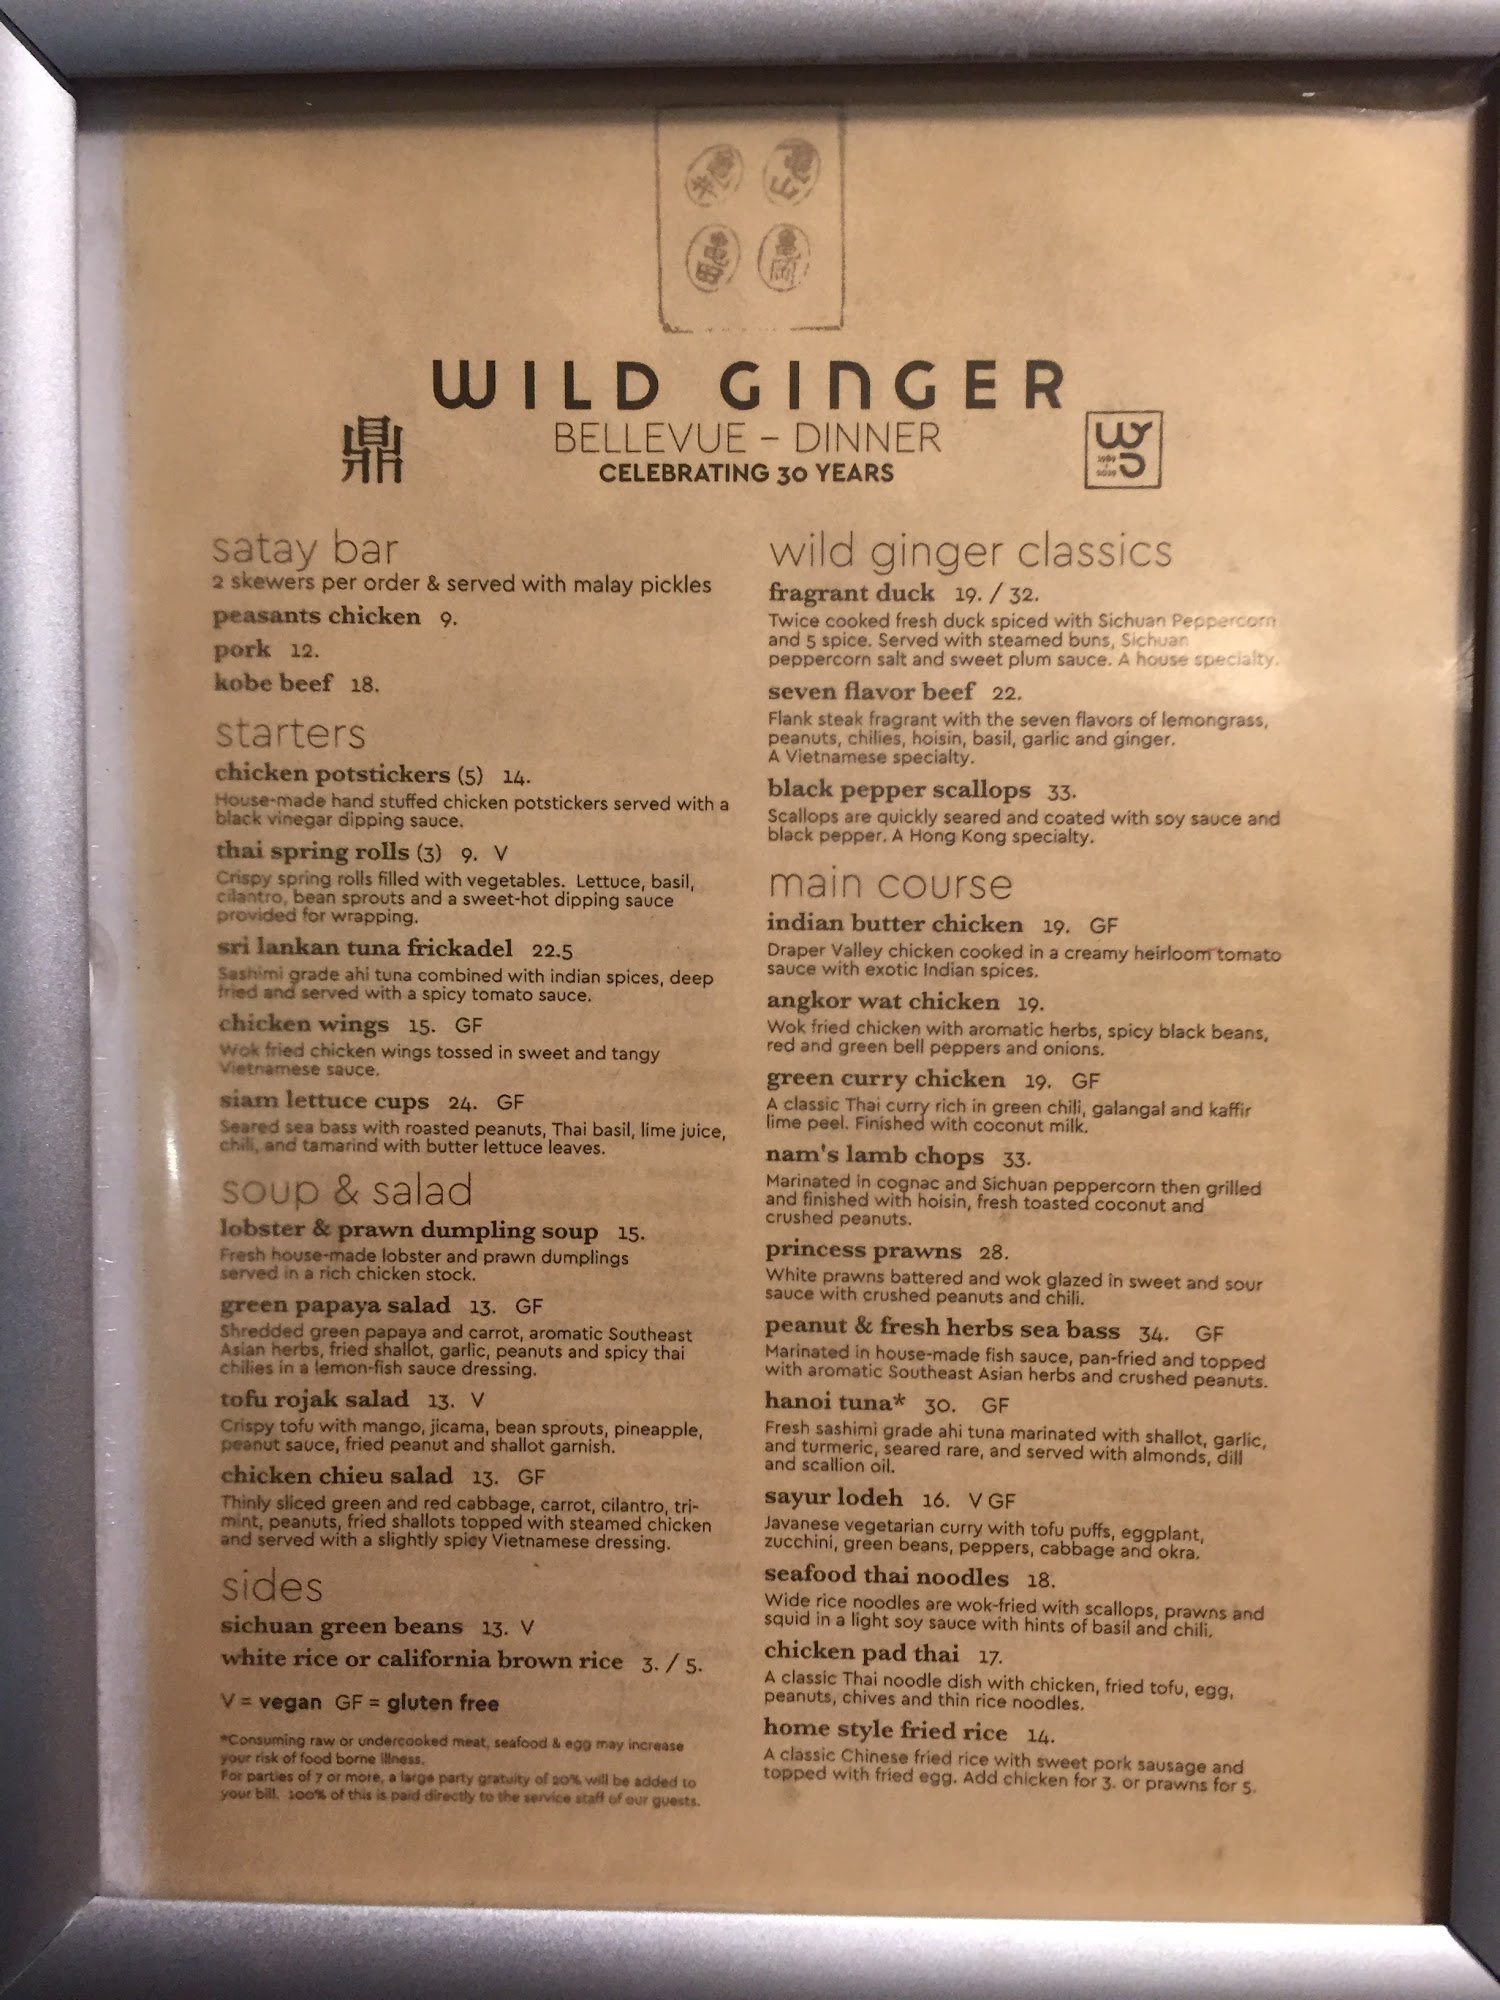 WILD GINGER
鼎
BELLEVUE – DINNER
CELEBRATING 30 YEARS
satay bar
2 skewers per order & served with malay pickles
peasants chicken 9.
pork 12.
kobe beef 18.
starters
chicken potstickers (5) 14.
House-made hand stuffed chicken potstickers served with a
black vinegar dipping sauce.
thai spring rolls (3) 9. V
Crispy spring rolls filled with vegetables. Lettuce, basil,
cilantro, bean sprouts and a sweet-hot dipping sauce
provided for wrapping.
sri lankan tuna frickadel 22.5
Sashimi grade ahi tuna combined with indian spices, deep
fried and served with a spicy tomato sauce.
chicken wings 15. GF
Wok fried chicken wings tossed in sweet and tangy
Vietnamese sauce.
siam lettuce cups 24. GF
Seared sea bass with roasted peanuts, Thai basil, lime juice,
chili, and tamarind with butter lettuce leaves.
soup & salad
lobster & prawn dumpling soup 15.
Fresh house-made lobster and prawn dumplings
served in a rich chicken stock.
green papaya salad 13. GF
Shredded green papaya and carrot, aromatic Southeast
Asian herbs, fried shallot, garlic, peanuts and spicy thai
chilies in a lemon-fish sauce dressing.
tofu rojak salad 13. V
Crispy tofu with mango, jicama, bean sprouts, pineapple,
peanut sauce, fried peanut and shallot garnish.
chicken chieu salad 13. GF
Thinly sliced green and red cabbage, carrot, cilantro, tri-
mint, peanuts, fried shallots topped with steamed chicken
and served with a slightly spicy Vietnamese dressing.
sides
sichuan green beans 13. V
white rice or california brown rice 3. / 5.
V = vegan GF = gluten free
*Consuming raw or undercooked meat, seafood & egg may increase
your risk of food borne illness.
For parties of 7 or more, a large party gratuity of 20% will be added to
your bill. 100% of this is paid directly to the service staff of our guests.
wild ginger classics
fragrant duck 19. / 32.
Twice cooked fresh duck spiced with Sichuan Peppercorn
and 5 spice. Served with steamed buns, Sichuan
peppercorn salt and sweet plum sauce. A house specialty.
seven flavor beef 22.
Flank steak fragrant with the seven flavors of lemongrass,
peanuts, chilies, hoisin, basil, garlic and ginger.
A Vietnamese specialty.
black pepper scallops 33.
Scallops are quickly seared and coated with soy sauce and
black pepper. A Hong Kong specialty.
main course
indian butter chicken 19. GF
Draper Valley chicken cooked in a creamy heirloom tomato
sauce with exotic Indian spices.
angkor wat chicken 19.
Wok fried chicken with aromatic herbs, spicy black beans,
red and green bell peppers and onions.
green curry chicken 19. GF
A classic Thai curry rich in green chili, galangal and kaffir
lime peel. Finished with coconut milk.
nam's lamb chops 33.
Marinated in cognac and Sichuan peppercorn then grilled
and finished with hoisin, fresh toasted coconut and
crushed peanuts.
princess prawns 28.
White prawns battered and wok glazed in sweet and sour
sauce with crushed peanuts and chili.
peanut & fresh herbs sea bass 34. GF
Marinated in house-made fish sauce, pan-fried and topped
with aromatic Southeast Asian herbs and crushed peanuts.
hanoi tuna* 30. GF
Fresh sashimi grade ahi tuna marinated with shallot, garlic,
and turmeric, seared rare, and served with almonds, dill
and scallion oil.
sayur lodeh 16. V GF
Javanese vegetarian curry with tofu puffs, eggplant,
zucchini, green beans, peppers, cabbage and okra.
seafood thai noodles 18.
Wide rice noodles are wok-fried with scallops, prawns and
squid in a light soy sauce with hints of basil and chili.
chicken pad thai 17.
A classic Thai noodle dish with chicken, fried tofu, egg,
peanuts, chives and thin rice noodles.
home style fried rice 14.
A classic Chinese fried rice with sweet pork sausage and
topped with fried egg. Add chicken for 3. or prawns for 5.